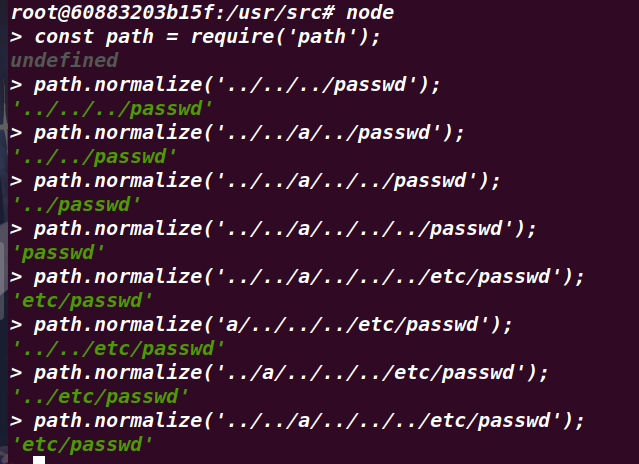 root@60883203b15f:/usr/src# node
> const path = require('path');
undefined
> path.normalize('../../../passwd');
'../../../passwd'
> path.normalize('../../a/../passwd');
'../../passwd'
> path.normalize('../../a/../../passwd');
'../passwd'
> path.normalize('../../a/../../../passwd');
'passwd'
> path.normalize('../../a/../../../etc/passwd');
'etc/passwd'
> path.normalize('a/../../../etc/passwd');
'../../etc/passwd'
> path.normalize('../a/../../../etc/passwd');
'../etc/passwd'
> path.normalize('../../a/../../../etc/passwd');
'etc/passwd'